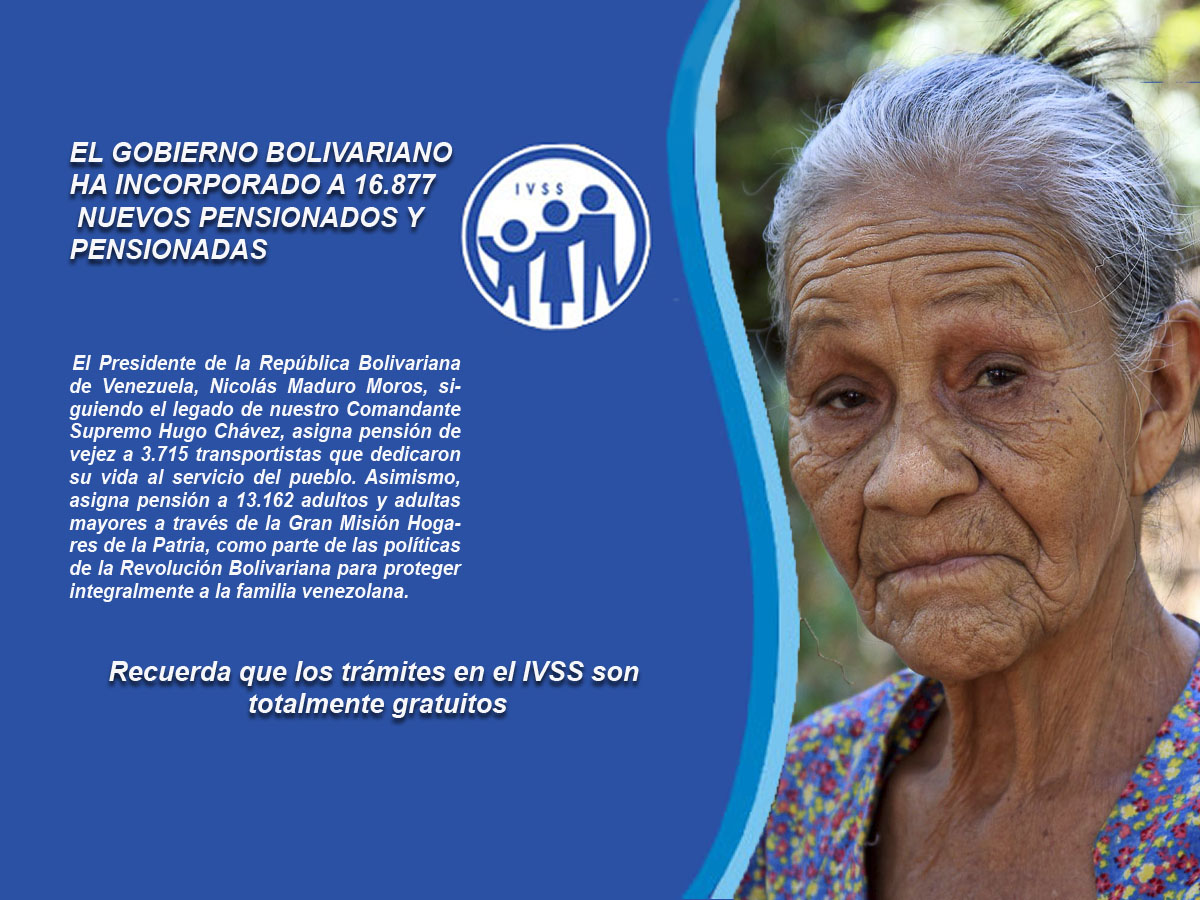 EL GOBIERNO BOLIVARIANO
HA INCORPORADO A 16.877
NUEVOS PENSIONADOS Y
PENSIONADAS
IVSS
El Presidente de la República Bolivariana
de Venezuela, Nicolás Maduro Moros, si-
guiendo el legado de nuestro Comandante
Supremo Hugo Chávez, asigna pensión de
vejez a 3.715 transportistas que dedicaron
su vida al servicio del pueblo. Asimismo,
asigna pensión a 13.162 adultos y adultas
mayores a través de la Gran Misión Hoga-
res de la Patria, como parte de las políticas
de la Revolución Bolivariana para proteger
integralmente a la familia venezolana.
Recuerda que los trámites en el IVSS son
totalmente gratuitos